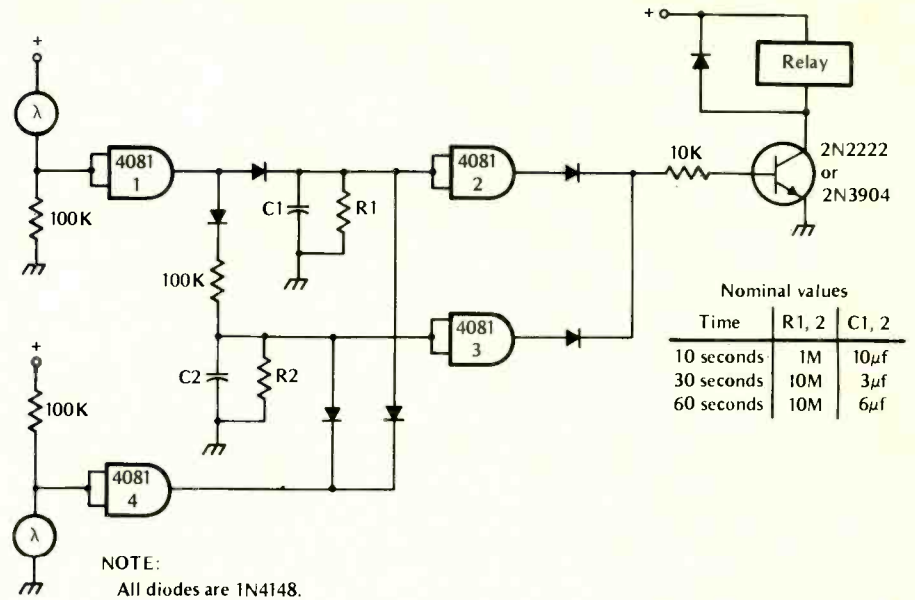 +
Relay
+
λ
4081
1
4081
2
10K
2N2222
or
2N3904
100K
C1
R1
100K
4081
3
+
100K
C2
R2
4081
4
λ
Nominal values
Time R1, 2 C1, 2
10 seconds 1M 10µf
30 seconds 10M 3µf
60 seconds 10M 6µf
NOTE:
All diodes are 1N4148.